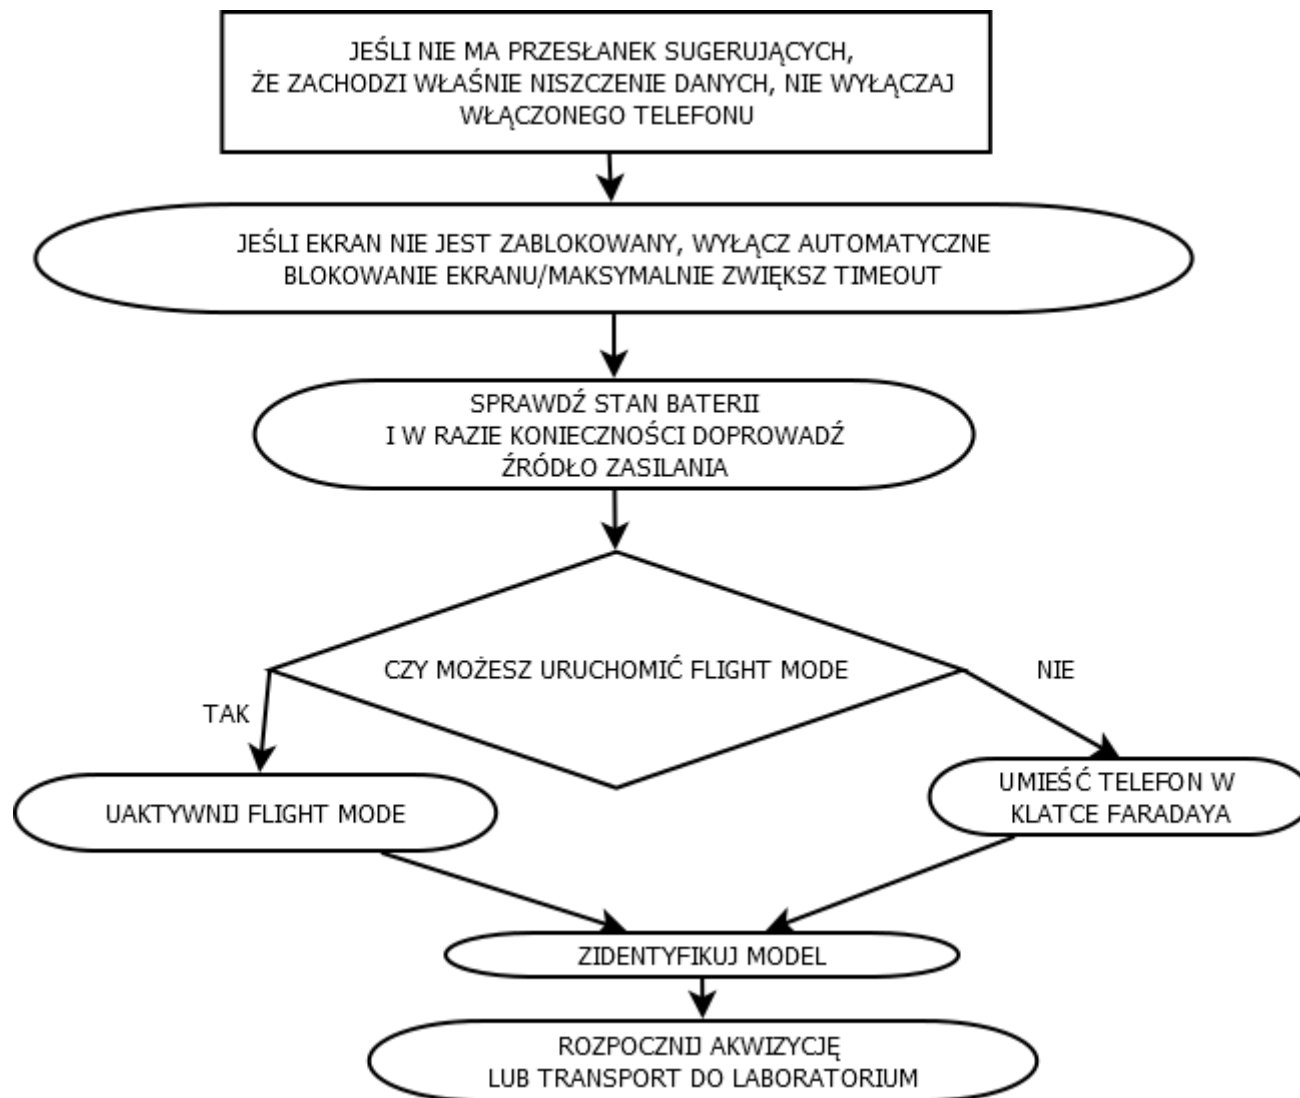 JEŚLI NIE MA PRZESŁANEK SUGERUJĄCYCH,
ŻE ZACHODZI WŁAŚNIE NISZCZENIE DANYCH, NIE WYŁĄCZAJ
WŁĄCZONEGO TELEFONU
JEŚLI EKRAN NIE JEST ZABLOKOWANY, WYŁĄCZ AUTOMATYCZNE
BLOKOWANIE EKRANU/MAKSYMALNIE ZWIĘKSZ TIMEOUT
SPRAWDŹ STAN BATERII
I W RAZIE KONIECZNOŚCI DOPROWADŹ
ŹRÓDŁO ZASILANIA
CZY MOŻESZ URUCHOMIĆ FLIGHT MODE
TAK
NIE
UAKTYWNIJ FLIGHT MODE
UMIEŚĆ TELEFON W
KLATCE FARADAYA
ZIDENTYFIKUJ MODEL
ROZPOCZNIJ AKWIZYCJĘ
LUB TRANSPORT DO LABORATORIUM